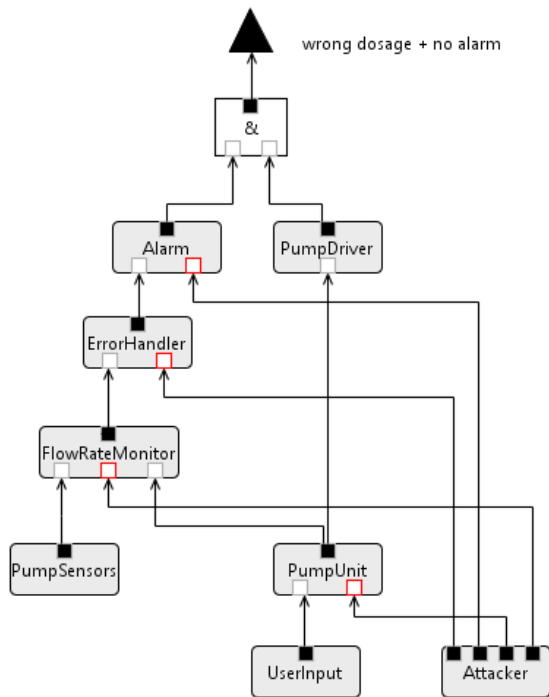 wrong dosage + no alarm
&
Alarm
PumpDriver
ErrorHandler
FlowRateMonitor
PumpSensors
PumpUnit
UserInput
Attacker